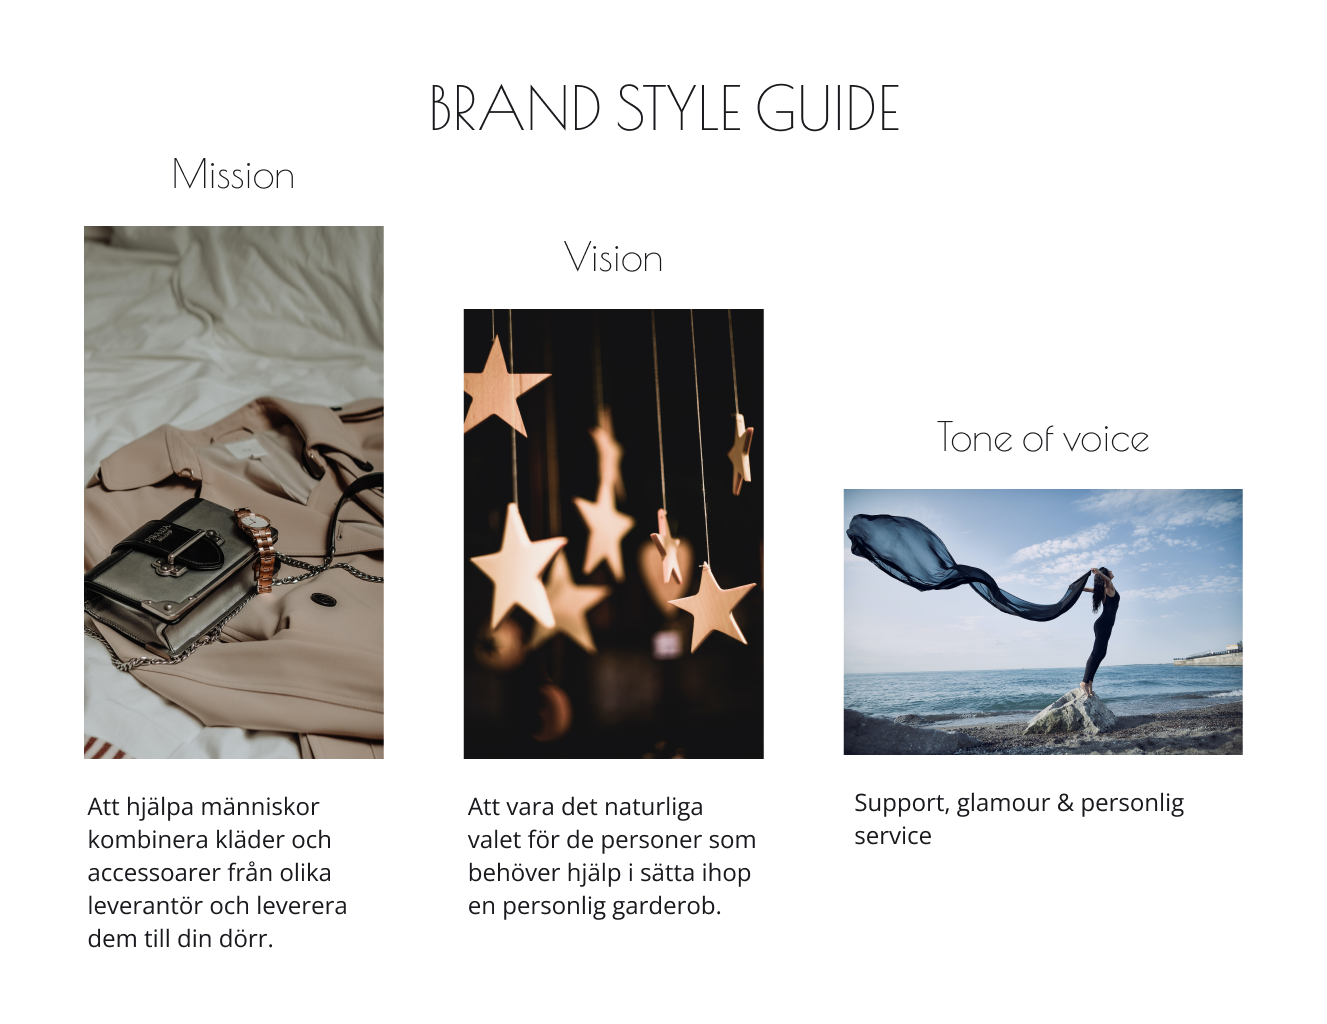 BRAND STYLE GUIDE
Mission
Vision
Tone of voice
Att hjälpa människor
kombinera kläder och
accessoarer från olika
leverantör och leverera
dem till din dörr.
Att vara det naturliga
valet för de personer som
behöver hjälp i sätta ihop
en personlig garderob.
Support, glamour & personlig
service